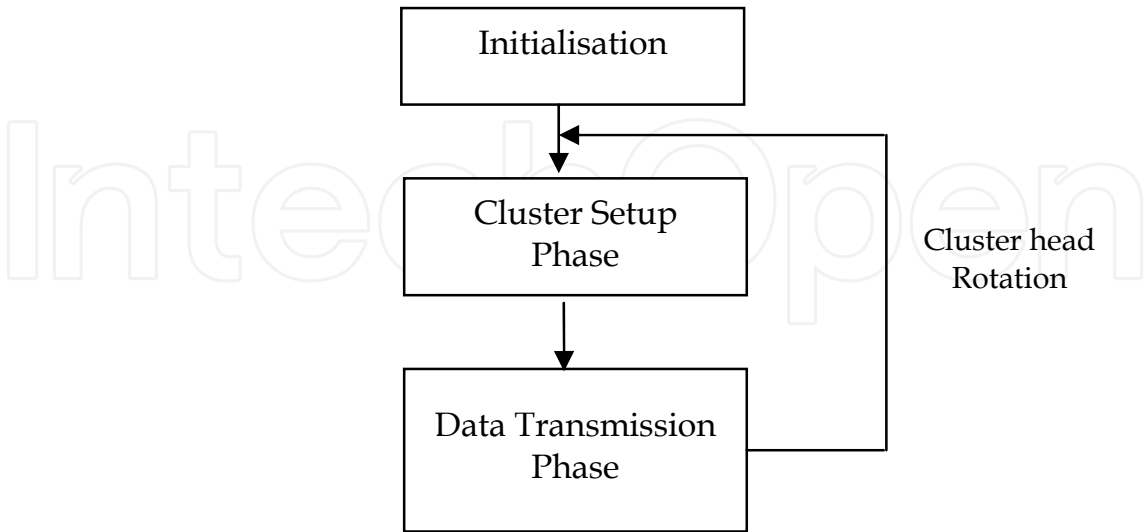 Initialisation
IntechOpen
Cluster Setup
Phase
Cluster head
Rotation
Data Transmission
Phase